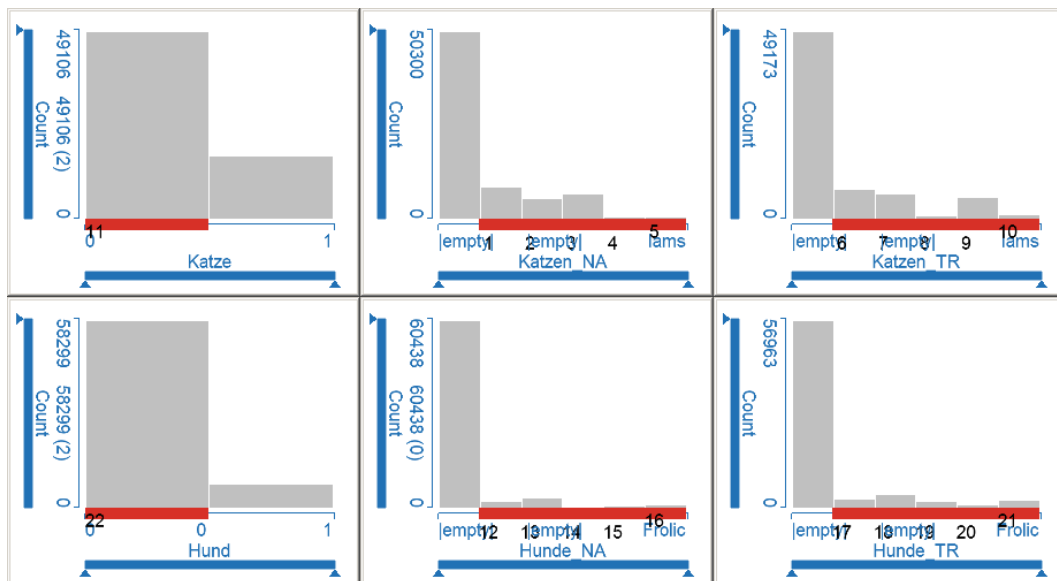 49106
49106 (2)
Count
0
11
0
1
Katze
50300
Count
0
|empty|
1
2
|empty|
3
4
5
Iams
Katzen_NA
49173
Count
0
|empty|
6
7
|empty|
8
9
10
Iams
Katzen_TR
58299
58299 (2)
Count
0
22
0
1
Hund
60438
60438 (0)
Count
0
|empty|
12
13
|empty|
14
15
16
Frolic
Hunde_NA
56963
Count
0
|empty|
17
18
|empty|
19
20
21
Frolic
Hunde_TR